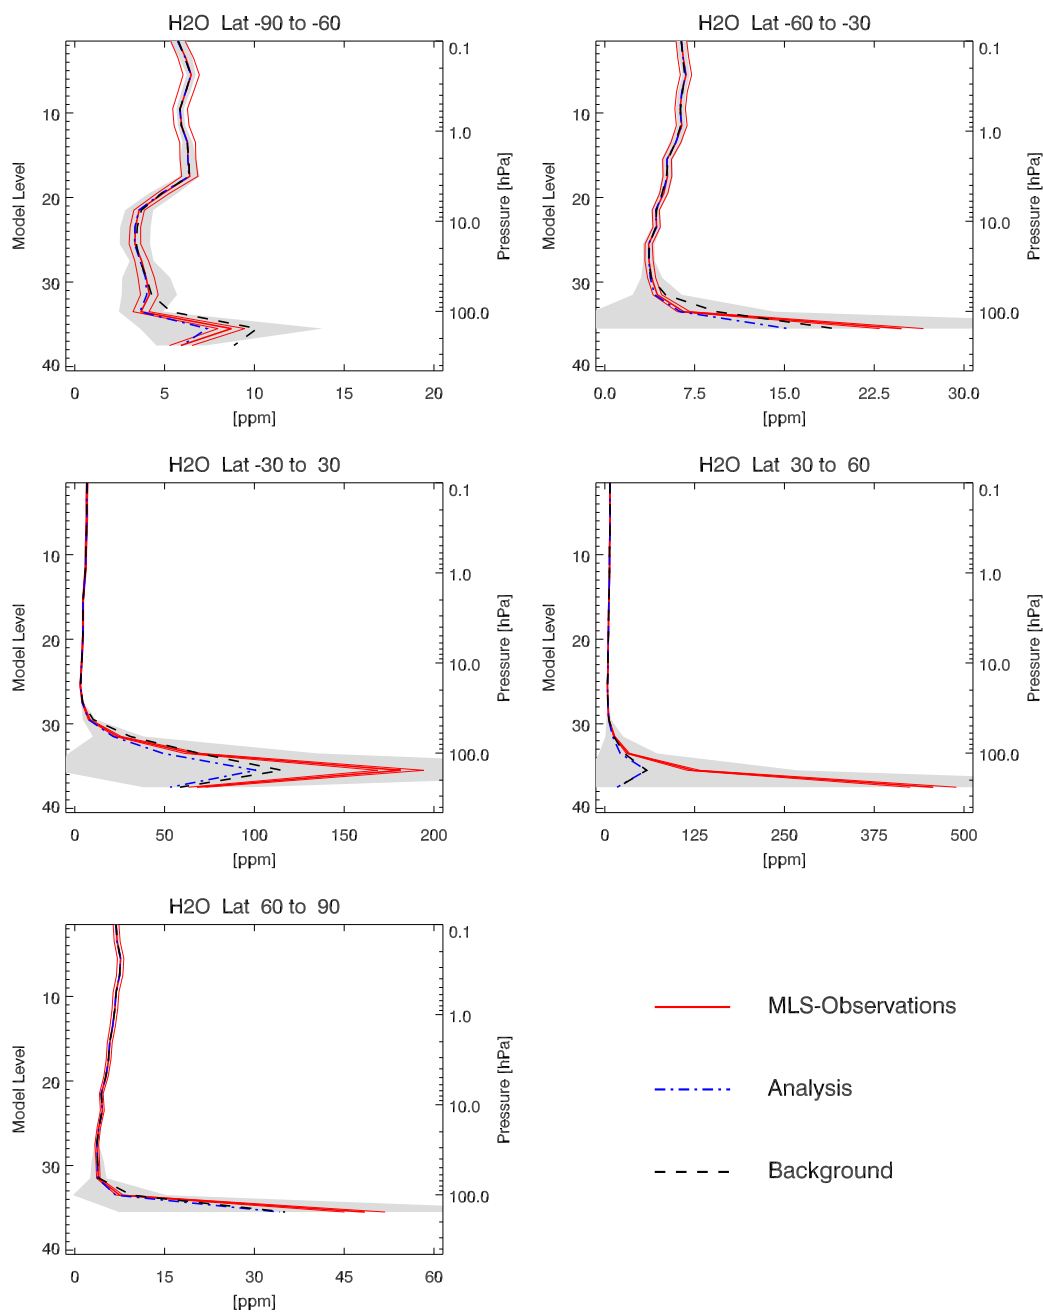 H2O Lat -90 to -60
0.1
10
1.0
20
10.0
30
100.0
40
0 5 10 15 20
[ppm]
Model Level
Pressure [hPa]
H2O Lat -60 to -30
0.1
10
1.0
20
10.0
30
100.0
40
0.0 7.5 15.0 22.5 30.0
[ppm]
Model Level
Pressure [hPa]
H2O Lat -30 to 30
0.1
10
1.0
20
10.0
30
100.0
40
0 50 100 150 200
[ppm]
Model Level
Pressure [hPa]
H2O Lat 30 to 60
0.1
10
1.0
20
10.0
30
100.0
40
0 125 250 375 500
[ppm]
Model Level
Pressure [hPa]
H2O Lat 60 to 90
0.1
10
1.0
20
10.0
30
100.0
40
0 15 30 45 60
[ppm]
Model Level
Pressure [hPa]
MLS-Observations
Analysis
Background